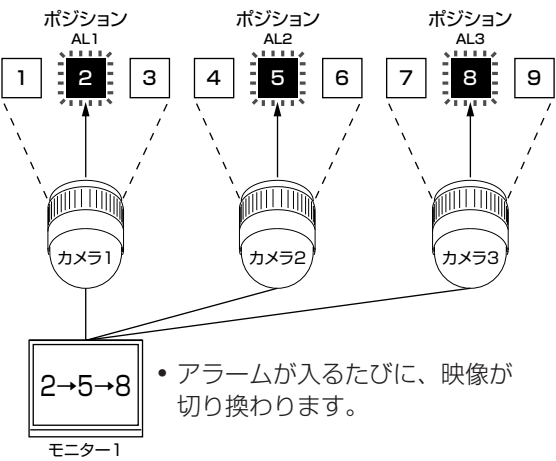 ポジション ポジション ポジション
AL1 AL2 AL3
1 2 3 4 5 6 7 8 9
カメラ1 カメラ2 カメラ3
2→5→8
• アラームが入るたびに、映像が
切り換わります。
モニター1